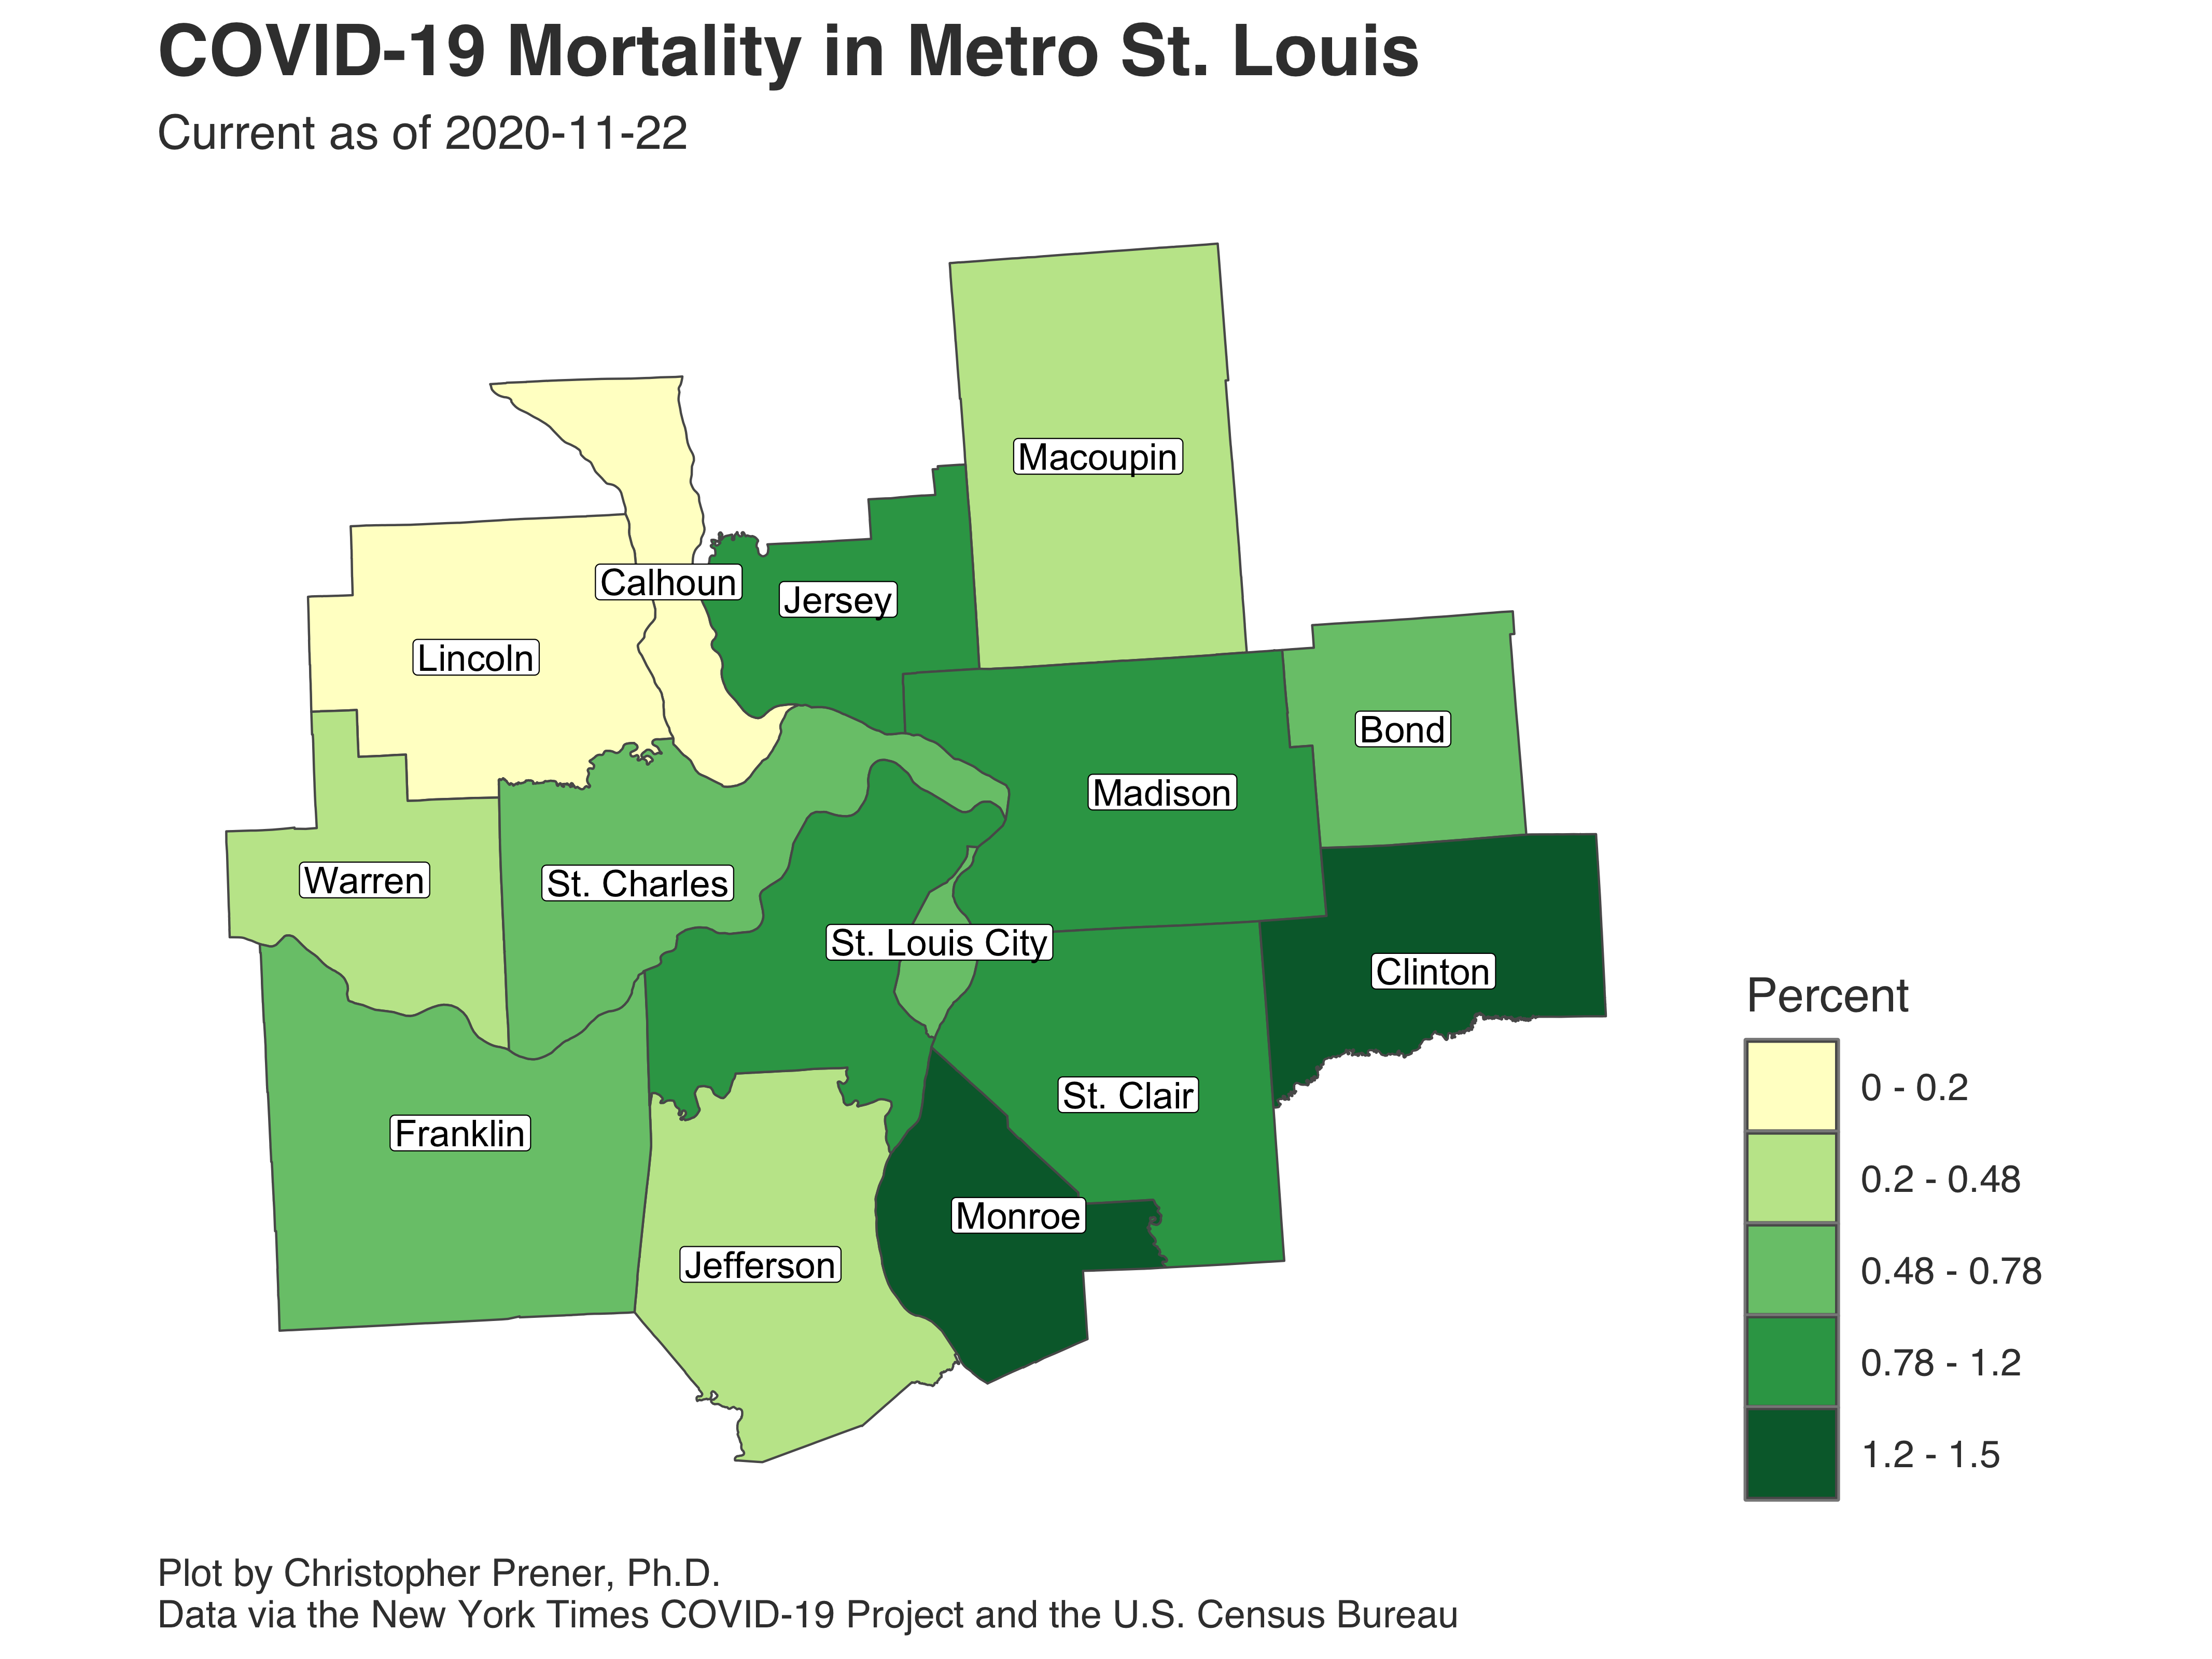 COVID-19 Mortality in Metro St. Louis
Current as of 2020-11-22
Macoupin
Calhoun
Jersey
Lincoln
Bond
Madison
Warren
St. Charles
St. Louis City
Clinton
St. Clair
Franklin
Monroe
Jefferson
Percent
0 - 0.2
0.2 - 0.48
0.48 - 0.78
0.78 - 1.2
1.2 - 1.5
Plot by Christopher Prener, Ph.D.
Data via the New York Times COVID-19 Project and the U.S. Census Bureau